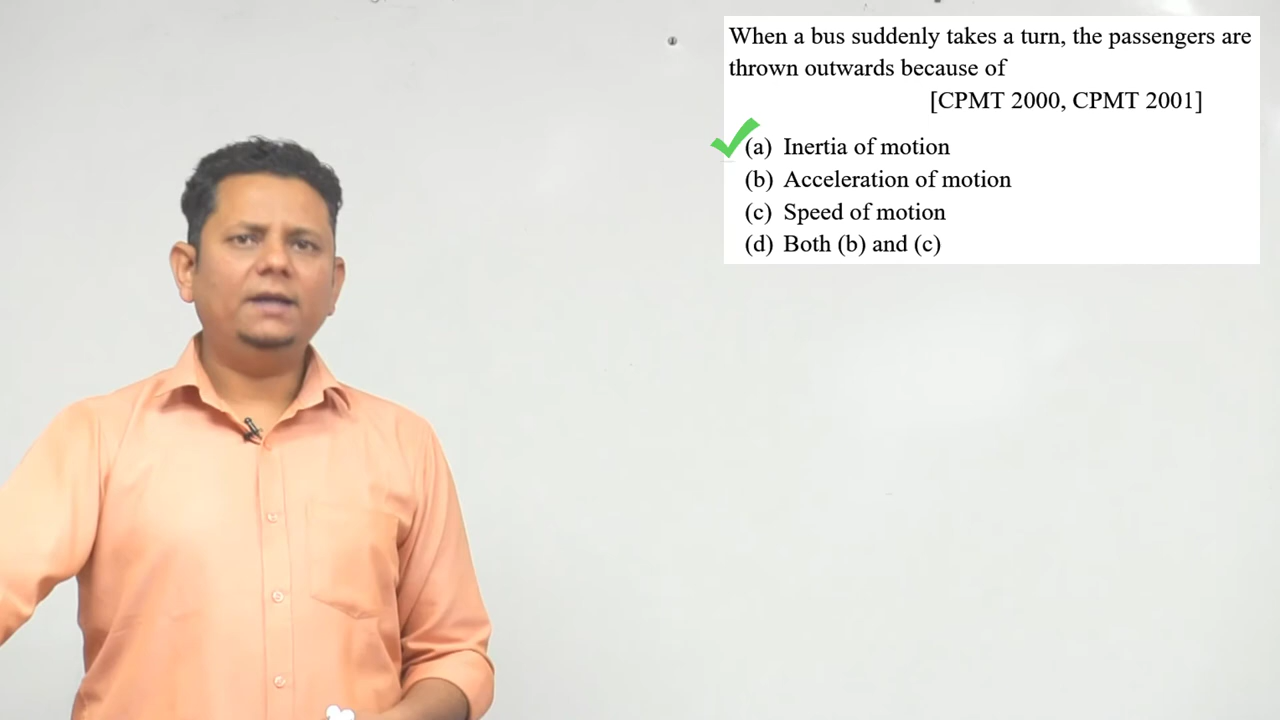 When a bus suddenly takes a turn, the passengers are
thrown outwards because of
[CPMT 2000, CPMT 2001]
(a) Inertia of motion
(b) Acceleration of motion
(c) Speed of motion
(d) Both (b) and (c)